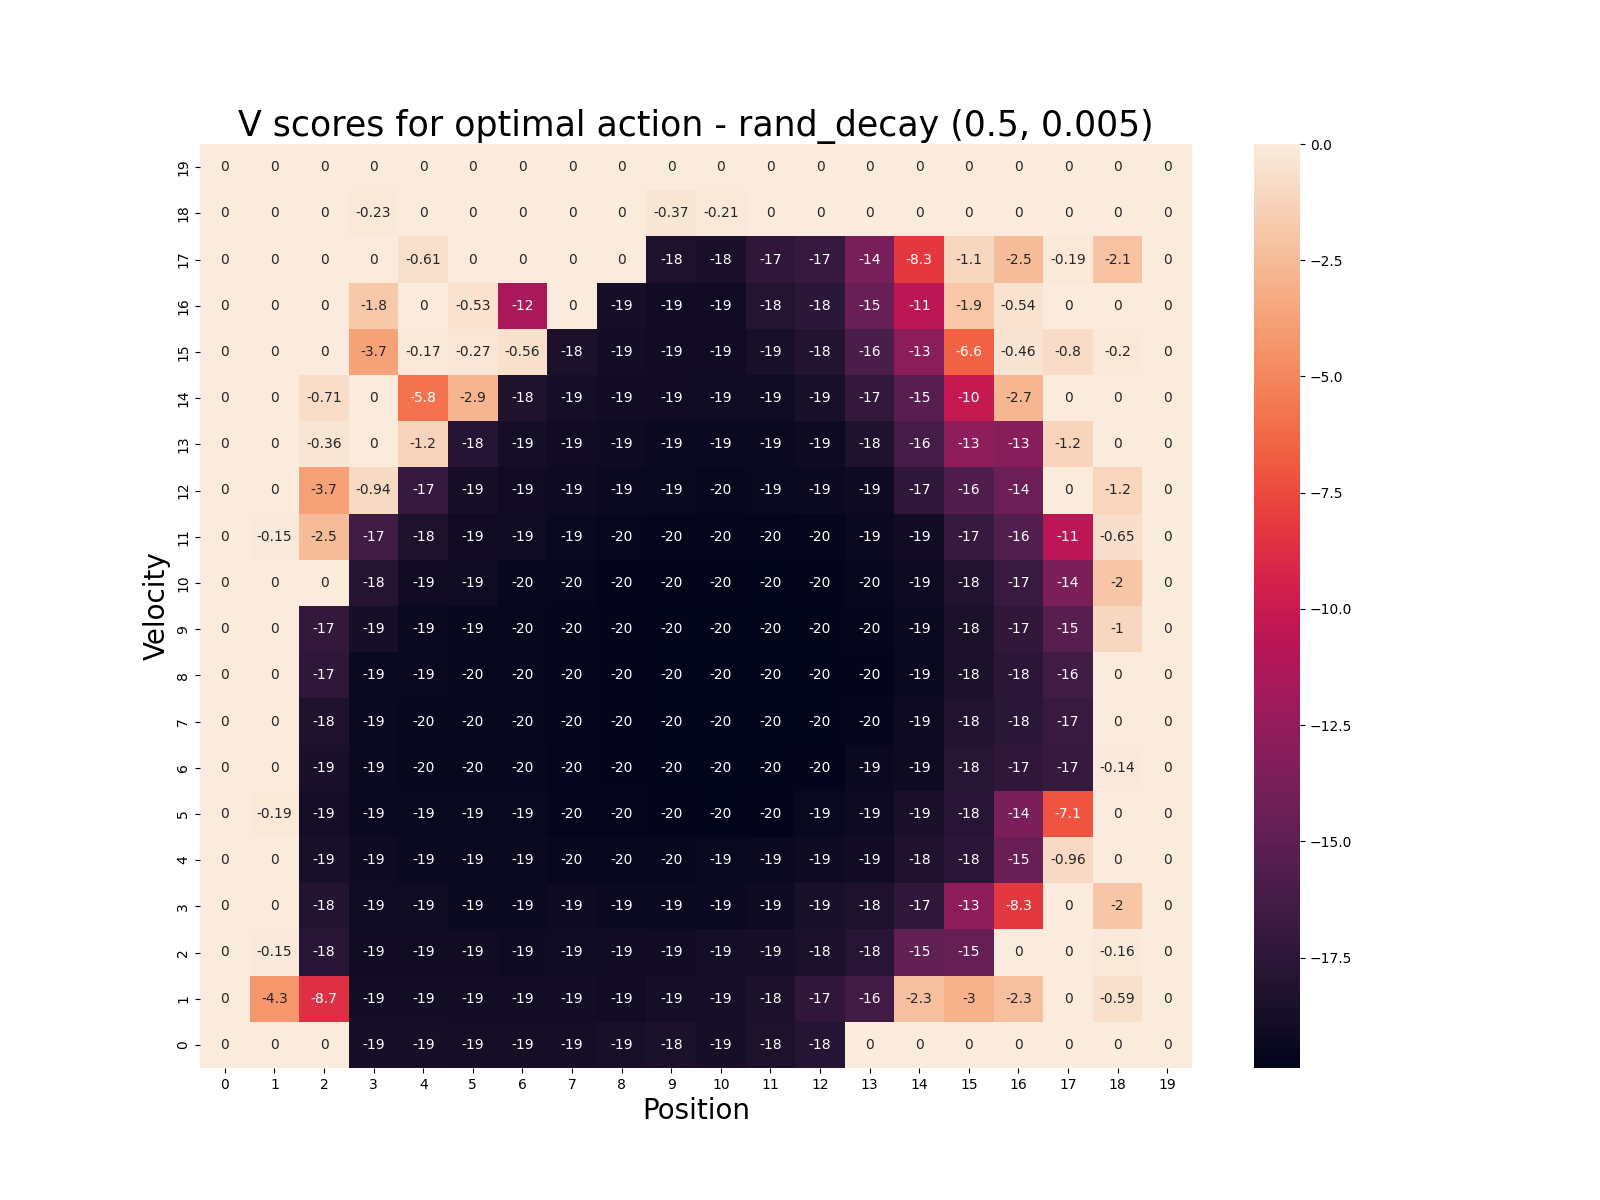 V scores for optimal action - rand_decay (0.5, 0.005)
19 0 0 0 0 0 0 0 0 0 0 0 0 0 0 0 0 0 0 0 0
18 0 0 0 -0.23 0 0 0 0 0 -0.37 -0.21 0 0 0 0 0 0 0 0 0
17 0 0 0 0 -0.61 0 0 0 0 -18 -18 -17 -17 -14 -8.3 -1.1 -2.5 -0.19 -2.1 0
16 0 0 0 -1.8 0 -0.53 -12 0 -19 -19 -19 -18 -18 -15 -11 -1.9 -0.54 0 0 0
15 0 0 0 -3.7 -0.17 -0.27 -0.56 -18 -19 -19 -19 -19 -18 -16 -13 -6.6 -0.46 -0.8 -0.2 0
14 0 0 -0.71 0 -5.8 -2.9 -18 -19 -19 -19 -19 -19 -19 -17 -15 -10 -2.7 0 0 0
13 0 0 -0.36 0 -1.2 -18 -19 -19 -19 -19 -19 -19 -19 -18 -16 -13 -13 -1.2 0 0
12 0 0 -3.7 -0.94 -17 -19 -19 -19 -19 -19 -20 -19 -19 -19 -17 -16 -14 0 -1.2 0
11 0 -0.15 -2.5 -17 -18 -19 -19 -19 -20 -20 -20 -20 -20 -19 -19 -17 -16 -11 -0.65 0
10 0 0 0 -18 -19 -19 -20 -20 -20 -20 -20 -20 -20 -20 -19 -18 -17 -14 -2 0
9 0 0 -17 -19 -19 -19 -20 -20 -20 -20 -20 -20 -20 -20 -19 -18 -17 -15 -1 0
8 0 0 -17 -19 -19 -20 -20 -20 -20 -20 -20 -20 -20 -20 -19 -18 -18 -16 0 0
7 0 0 -18 -19 -20 -20 -20 -20 -20 -20 -20 -20 -20 -20 -19 -18 -18 -17 0 0
6 0 0 -19 -19 -20 -20 -20 -20 -20 -20 -20 -20 -20 -19 -19 -18 -17 -17 -0.14 0
5 0 -0.19 -19 -19 -19 -19 -19 -20 -20 -20 -20 -20 -19 -19 -19 -18 -14 -7.1 0 0
4 0 0 -19 -19 -19 -19 -19 -20 -20 -20 -19 -19 -19 -19 -18 -18 -15 -0.96 0 0
3 0 0 -18 -19 -19 -19 -19 -19 -19 -19 -19 -19 -19 -18 -17 -13 -8.3 0 -2 0
2 0 -0.15 -18 -19 -19 -19 -19 -19 -19 -19 -19 -19 -18 -18 -15 -15 0 0 -0.16 0
1 0 -4.3 -8.7 -19 -19 -19 -19 -19 -19 -19 -19 -18 -17 -16 -2.3 -3 -2.3 0 -0.59 0
0 0 0 0 -19 -19 -19 -19 -19 -19 -18 -19 -18 -18 0 0 0 0 0 0 0
0 1 2 3 4 5 6 7 8 9 10 11 12 13 14 15 16 17 18 19
Position
Velocity
0.0
−2.5
−5.0
−7.5
−10.0
−12.5
−15.0
−17.5